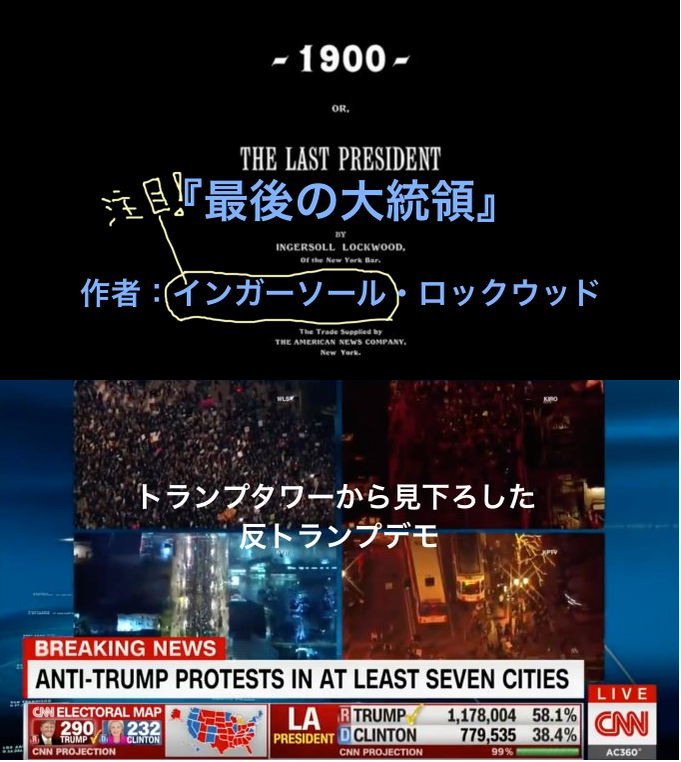 - 1900 -
OR,
THE LAST PRESIDENT
注目!
『最後の大統領』
BY
INGERSOLL LOCKWOOD,
Of the New York Bar.
作者：インガーソール・ロックウッド
The Trade Supplied by
THE AMERICAN NEWS COMPANY,
New York.
WLS
KIRO
トランプタワーから見下ろした
反トランプデモ
KPTV
BREAKING NEWS
ANTI-TRUMP PROTESTS IN AT LEAST SEVEN CITIES
LIVE
CNN ELECTORAL MAP
290 TRUMP 232 CLINTON
CNN PROJECTION
LA PRESIDENT
R TRUMP 1,178,004 58.1%
D CLINTON 779,535 38.4%
CNN PROJECTION 99%
CNN
AC360°